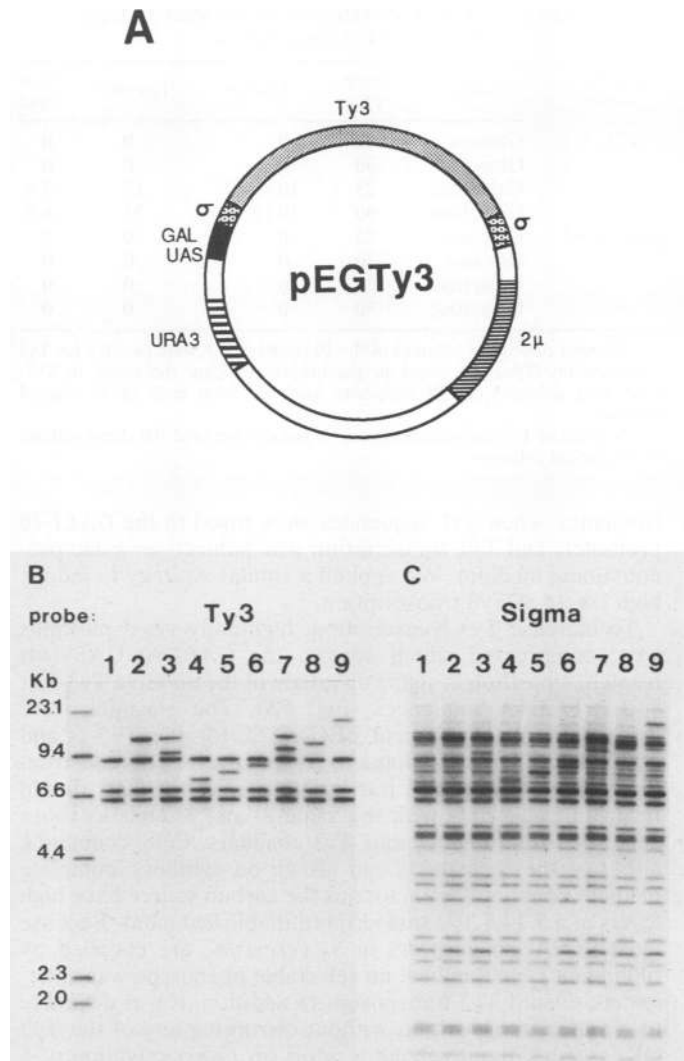 A
Ty3
σ
σ
GAL
UAS
pEGTy3
URA3
2μ
B
C
probe:
Ty3
Sigma
1 2 3 4 5 6 7 8 9
1 2 3 4 5 6 7 8 9
Kb
23.1
9.4
6.6
4.4
2.3
2.0